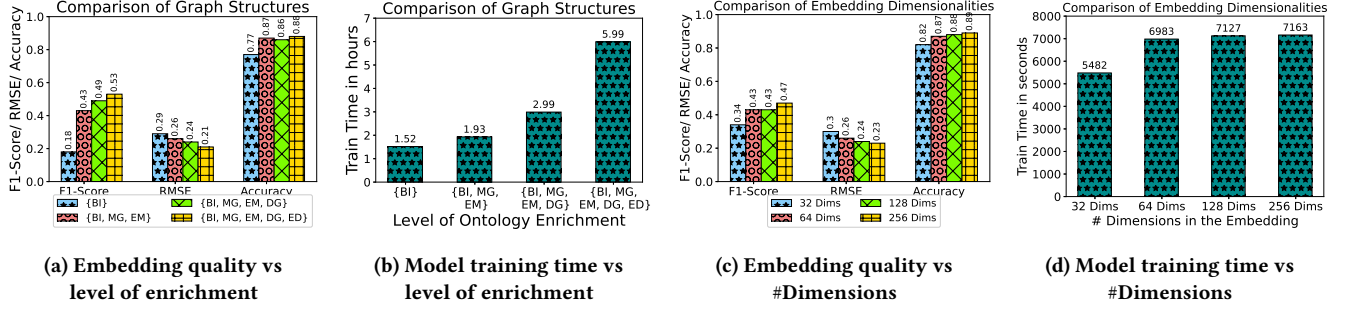 Comparison of Graph Structures
F1-Score/ RMSE/ Accuracy
1.0
0.8
0.6
0.4
0.2
0.0
0.18
0.43
0.49
0.53
0.29
0.26
0.24
0.21
0.77
0.87
0.86
0.88
F1-Score RMSE Accuracy
{BI} {BI, MG, EM, DG}
{BI, MG, EM} {BI, MG, EM, DG, ED}
(a) Embedding quality vs
level of enrichment
Comparison of Graph Structures
Train Time in hours
7
6
5
4
3
2
1
0
1.52
1.93
2.99
5.99
{BI} {BI, MG, {BI, MG, {BI, MG,
EM} EM, DG} EM, DG, ED}
Level of Ontology Enrichment
(b) Model training time vs
level of enrichment
Comparison of Embedding Dimensionalities
F1-Score/ RMSE/ Accuracy
1.0
0.8
0.6
0.4
0.2
0.0
0.34
0.43
0.43
0.47
0.3
0.26
0.24
0.23
0.82
0.87
0.88
0.89
F1-Score RMSE Accuracy
32 Dims 128 Dims
64 Dims 256 Dims
(c) Embedding quality vs
#Dimensions
Comparison of Embedding Dimensionalities
Train Time in seconds
8000
7000
6000
5000
4000
3000
2000
1000
0
5482
6983
7127
7163
32 Dims 64 Dims 128 Dims 256 Dims
# Dimensions in the Embedding
(d) Model training time vs
#Dimensions